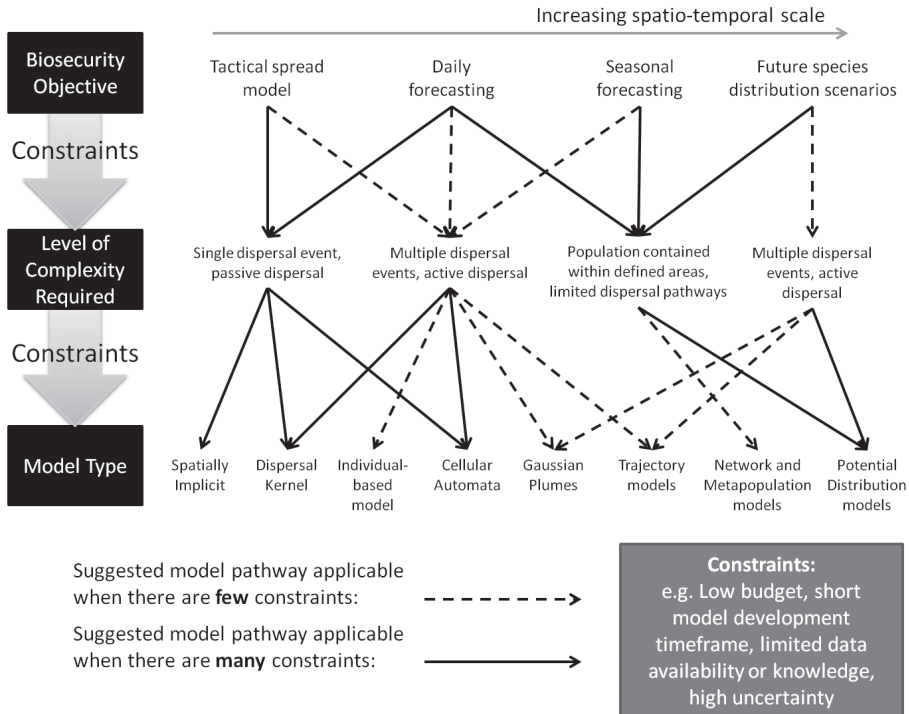 Increasing spatio-temporal scale
Biosecurity
Objective
Tactical spread
model
Daily
forecasting
Seasonal
forecasting
Future species
distribution scenarios
Constraints
Level of
Complexity
Required
Single dispersal event,
passive dispersal
Multiple dispersal
events, active dispersal
Population contained
within defined areas,
limited dispersal pathways
Multiple dispersal
events, active
dispersal
Constraints
Model Type
Spatially
Implicit
Dispersal
Kernel
Individual-
based
model
Cellular
Automata
Gaussian
Plumes
Trajectory
models
Network and
Metapopulation
models
Potential
Distribution
models
Suggested model pathway applicable
when there are few constraints:
Suggested model pathway applicable
when there are many constraints:
Constraints:
e.g. Low budget, short
model development
timeframe, limited data
availability or knowledge,
high uncertainty